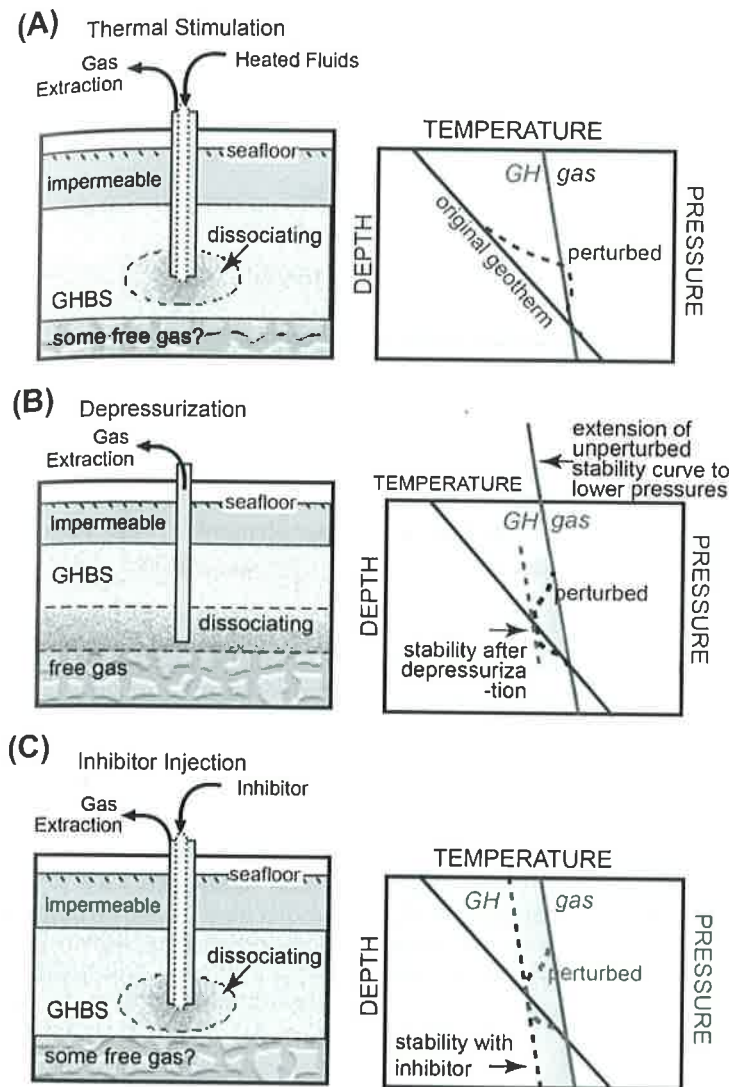 (A)
Thermal Stimulation
Gas
Extraction
Heated Fluids
seafloor
impermeable
dissociating
GHBS
some free gas?
TEMPERATURE
GH gas
DEPTH
original geotherm
perturbed
PRESSURE
(B)
Depressurization
Gas
Extraction
seafloor
impermeable
GHBS
dissociating
free gas
extension of
unperturbed
stability curve to
lower pressures
TEMPERATURE
GH gas
DEPTH
perturbed
PRESSURE
stability after
depressuriza
-tion
(C)
Inhibitor Injection
Gas
Extraction
Inhibitor
seafloor
Impermeable
dissociating
GHBS
some free gas?
TEMPERATURE
GH gas
DEPTH
perturbed
PRESSURE
stability with
inhibitor